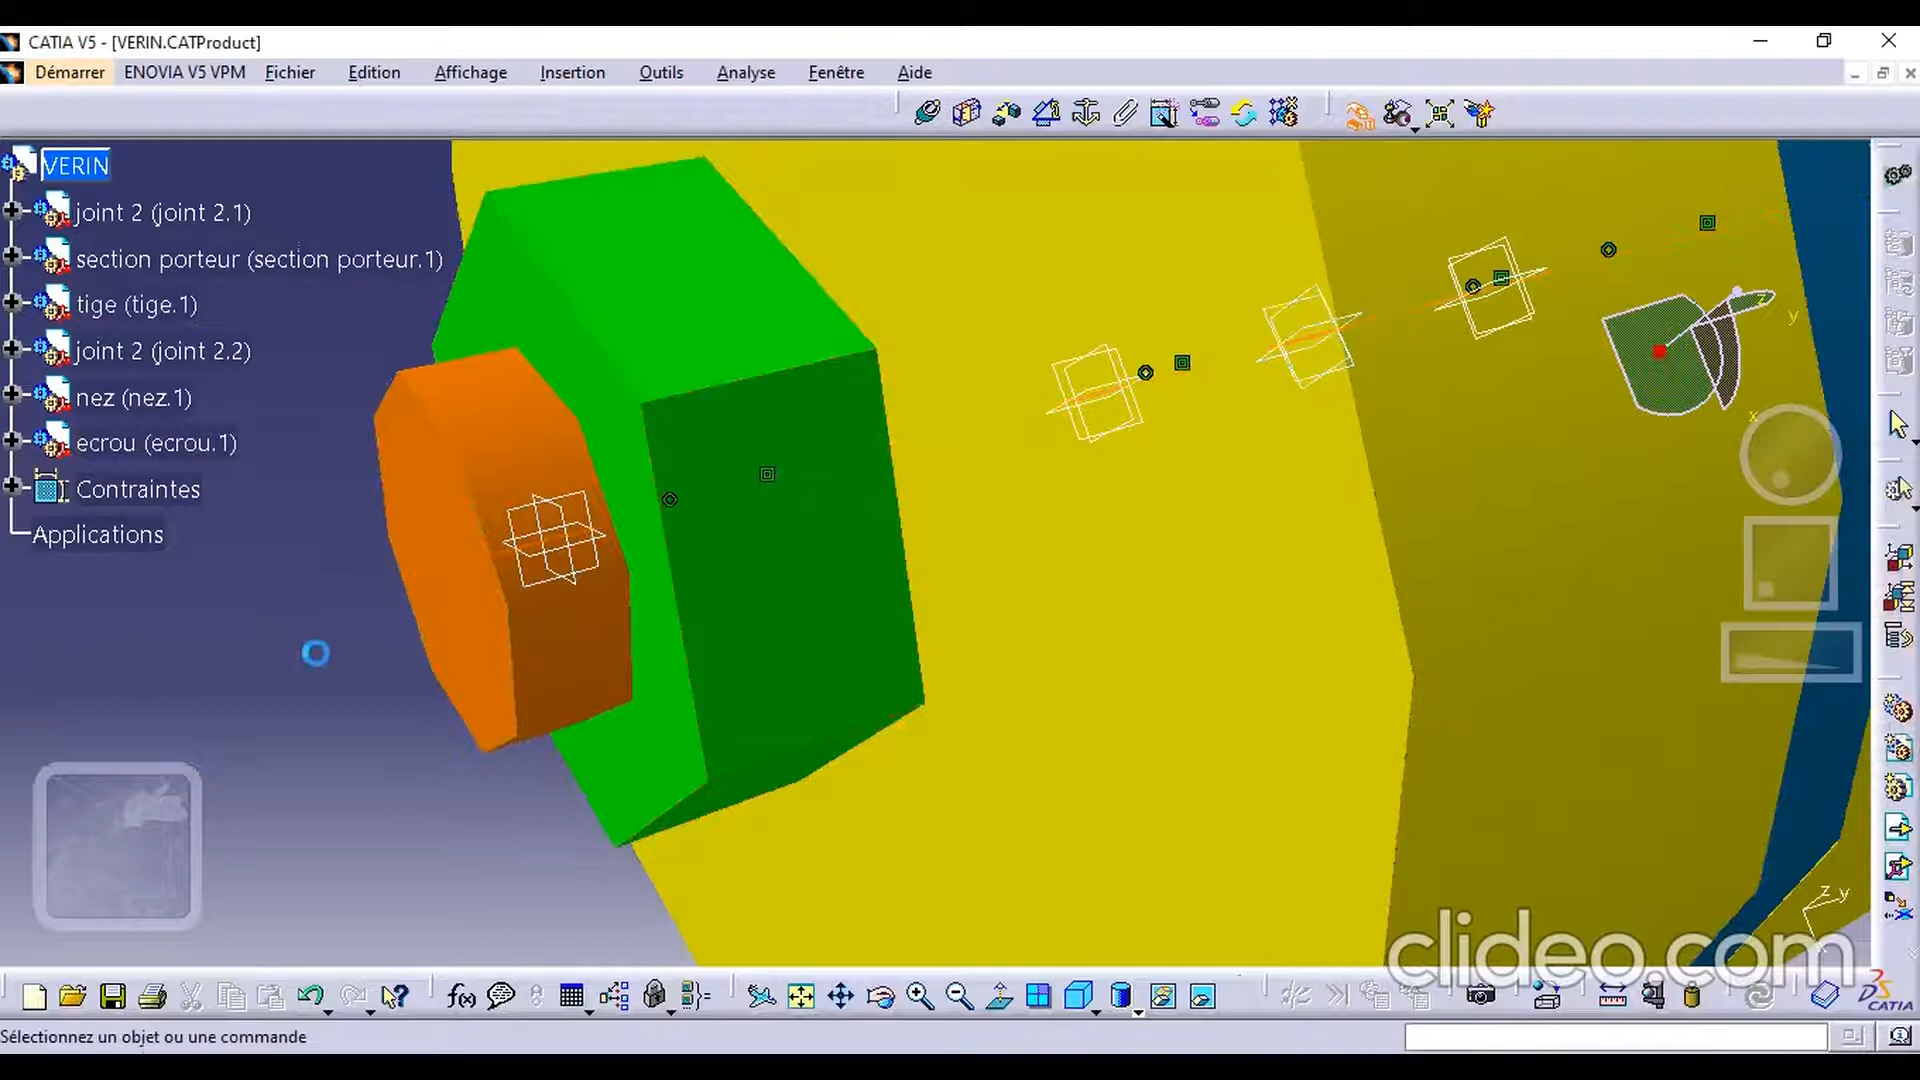 CATIA V5 - [VERIN.CATProduct]
Démarrer ENOVIA V5 VPM Fichier Edition Affichage Insertion Outils Analyse Fenêtre Aide
VERIN
joint 2 (joint 2.1)
section porteur (section porteur.1)
tige (tige.1)
joint 2 (joint 2.2)
nez (nez.1)
ecrou (ecrou.1)
Contraintes
Applications
z
y
x
z y
clideo.com
f(x)
CATIA
Sélectionnez un objet ou une commande